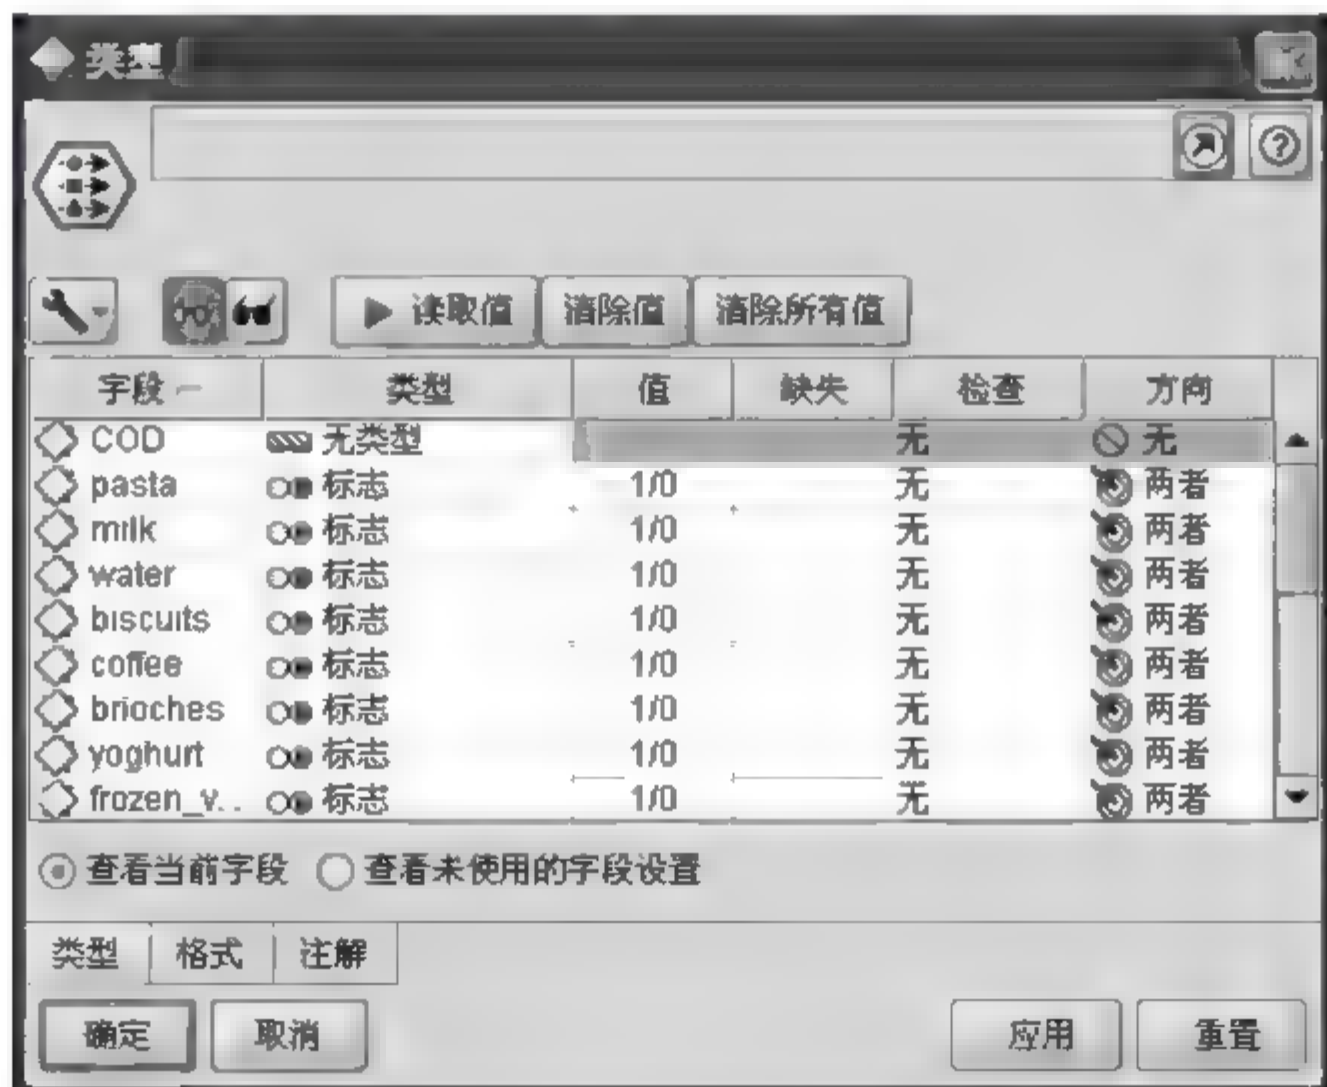 类型
读取值 清除值 清除所有值
字段 类型 值 缺失 检查 方向
COD 无类型 无 无
pasta 标志 1/0 无 两者
milk 标志 1/0 无 两者
water 标志 1/0 无 两者
biscuits 标志 1/0 无 两者
coffee 标志 1/0 无 两者
brioches 标志 1/0 无 两者
yoghurt 标志 1/0 无 两者
frozen_v.. 标志 1/0 无 两者
查看当前字段 查看未使用的字段设置
类型 格式 注解
确定 取消 应用 重置